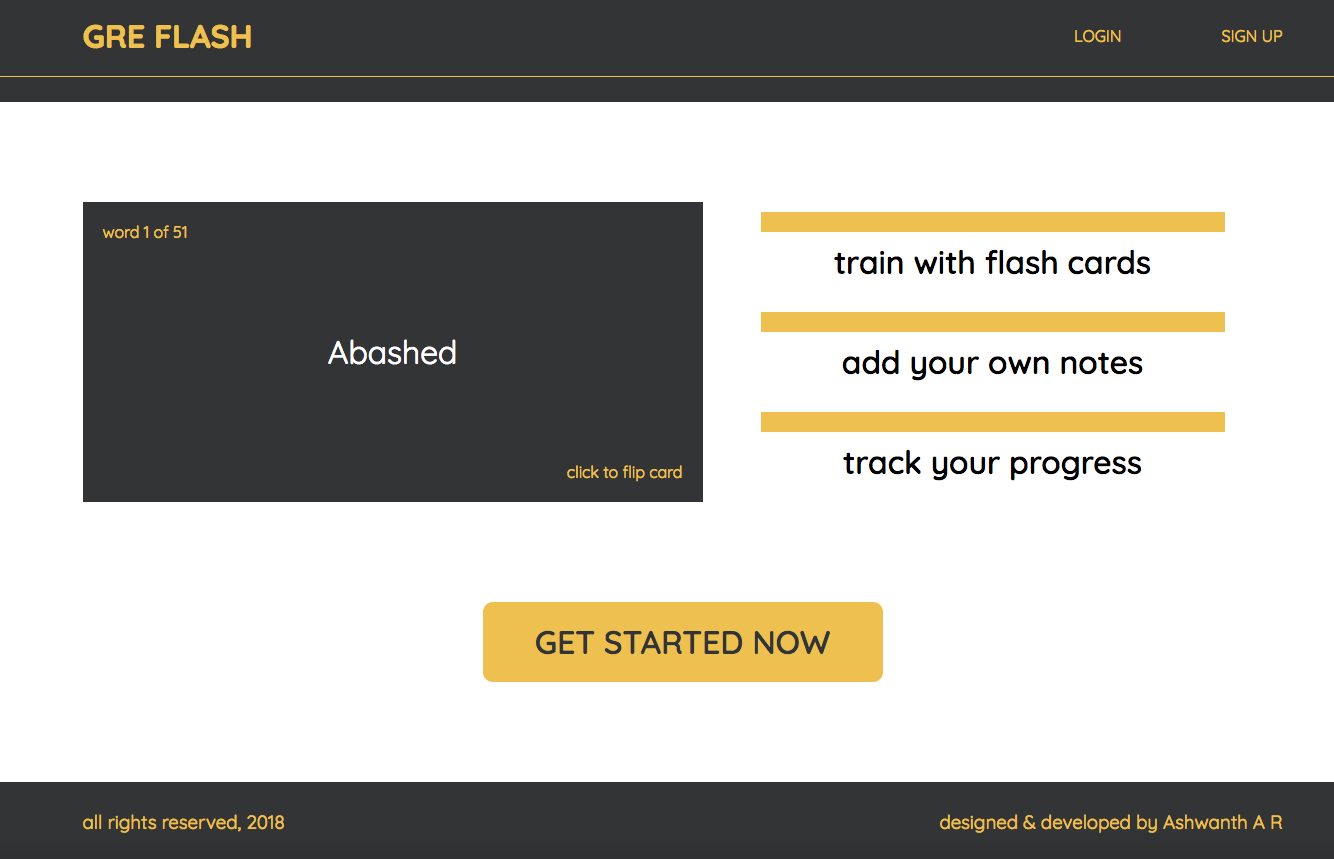 GRE FLASH
LOGIN
SIGN UP
word 1 of 51
Abashed
click to flip card
train with flash cards
add your own notes
track your progress
GET STARTED NOW
all rights reserved, 2018
designed & developed by Ashwanth A R